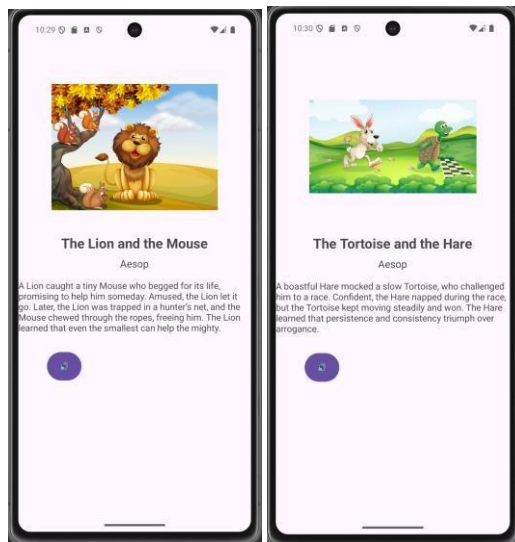 10:29
The Lion and the Mouse
Aesop
A Lion caught a tiny Mouse who begged for its life,
promising to help him someday. Amused, the Lion let it
go. Later, the Lion was trapped in a hunter's net, and the
Mouse chewed through the ropes, freeing him. The Lion
learned that even the smallest can help the mighty.
10:30
The Tortoise and the Hare
Aesop
A boastful Hare mocked a slow Tortoise, who challenged
him to a race. Confident, the Hare napped during the race,
but the Tortoise kept moving steadily and won. The Hare
learned that persistence and consistency triumph over
arrogance.